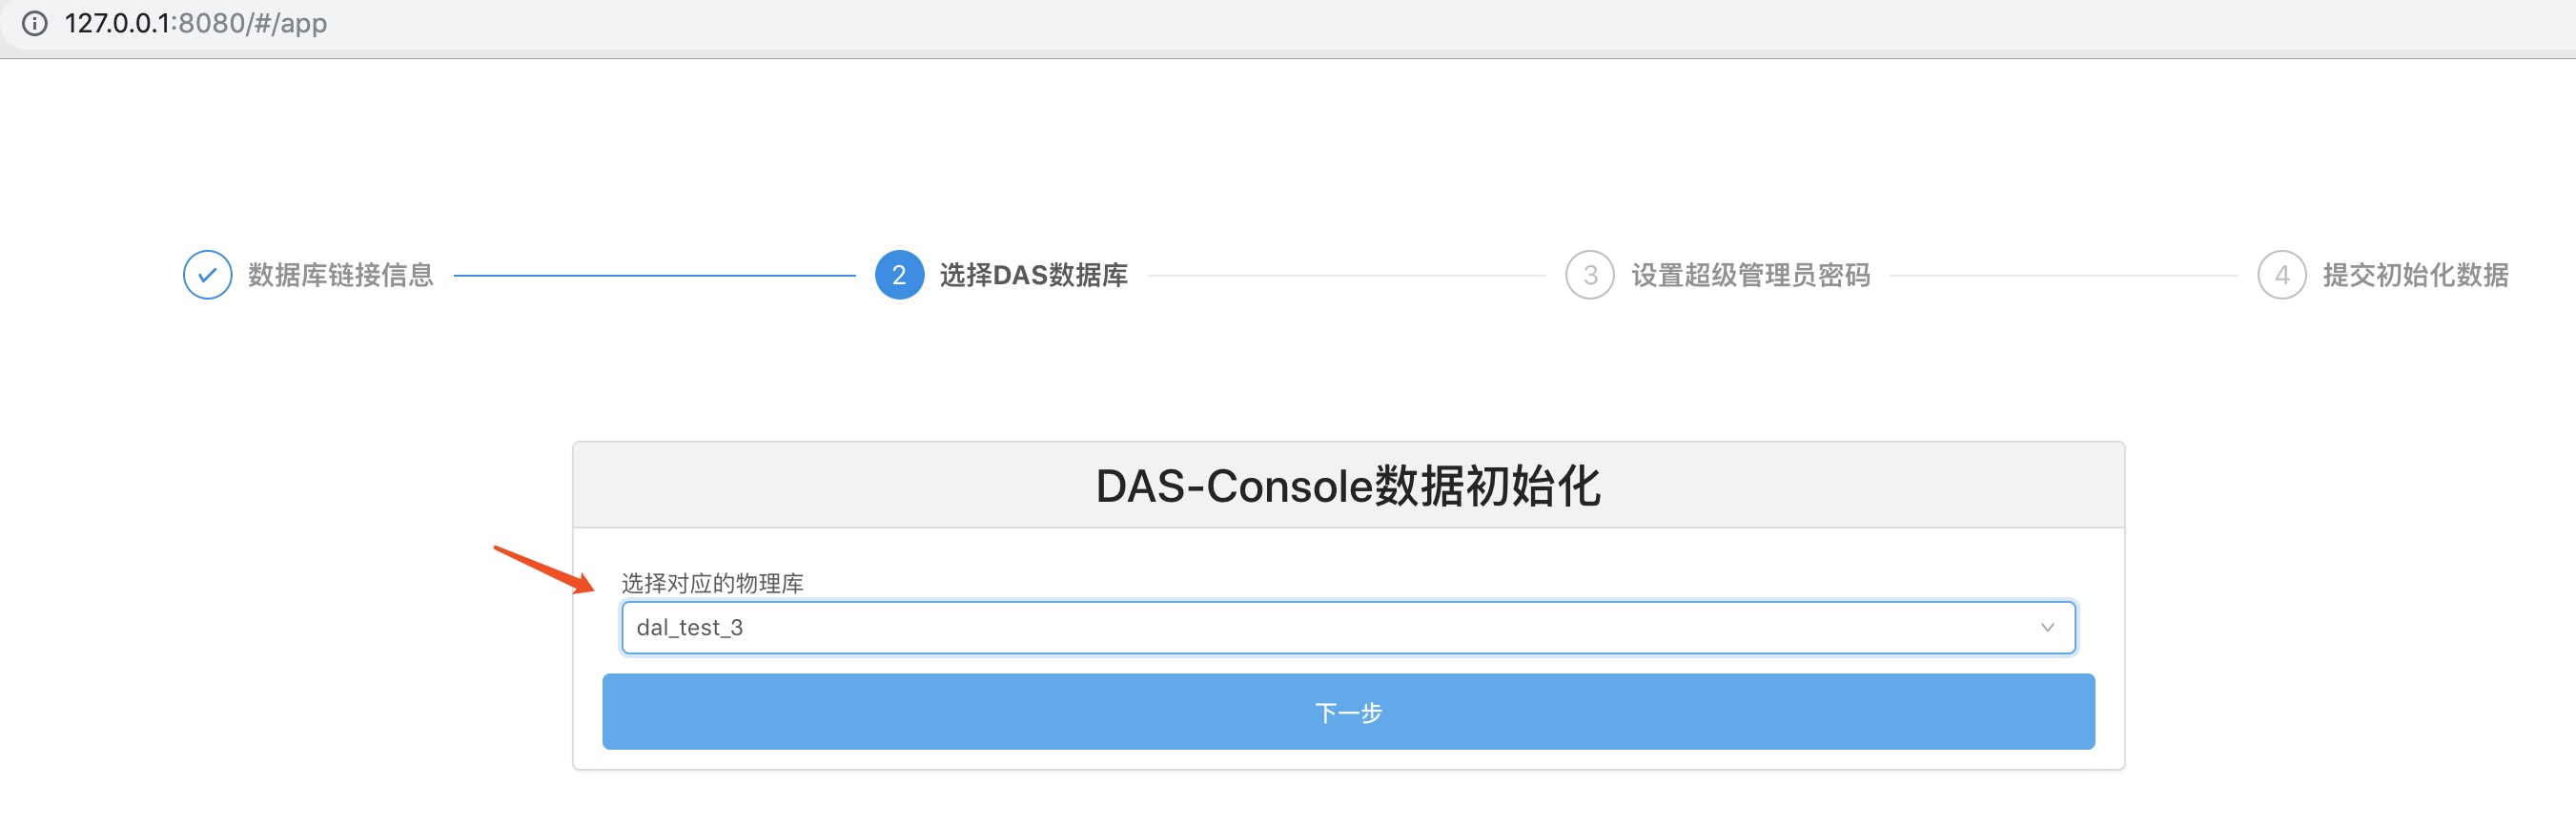 127.0.0.1:8080/#/app
数据库链接信息
2 选择DAS数据库
3 设置超级管理员密码
4 提交初始化数据
DAS-Console数据初始化
选择对应的物理库
dal_test_3
下一步